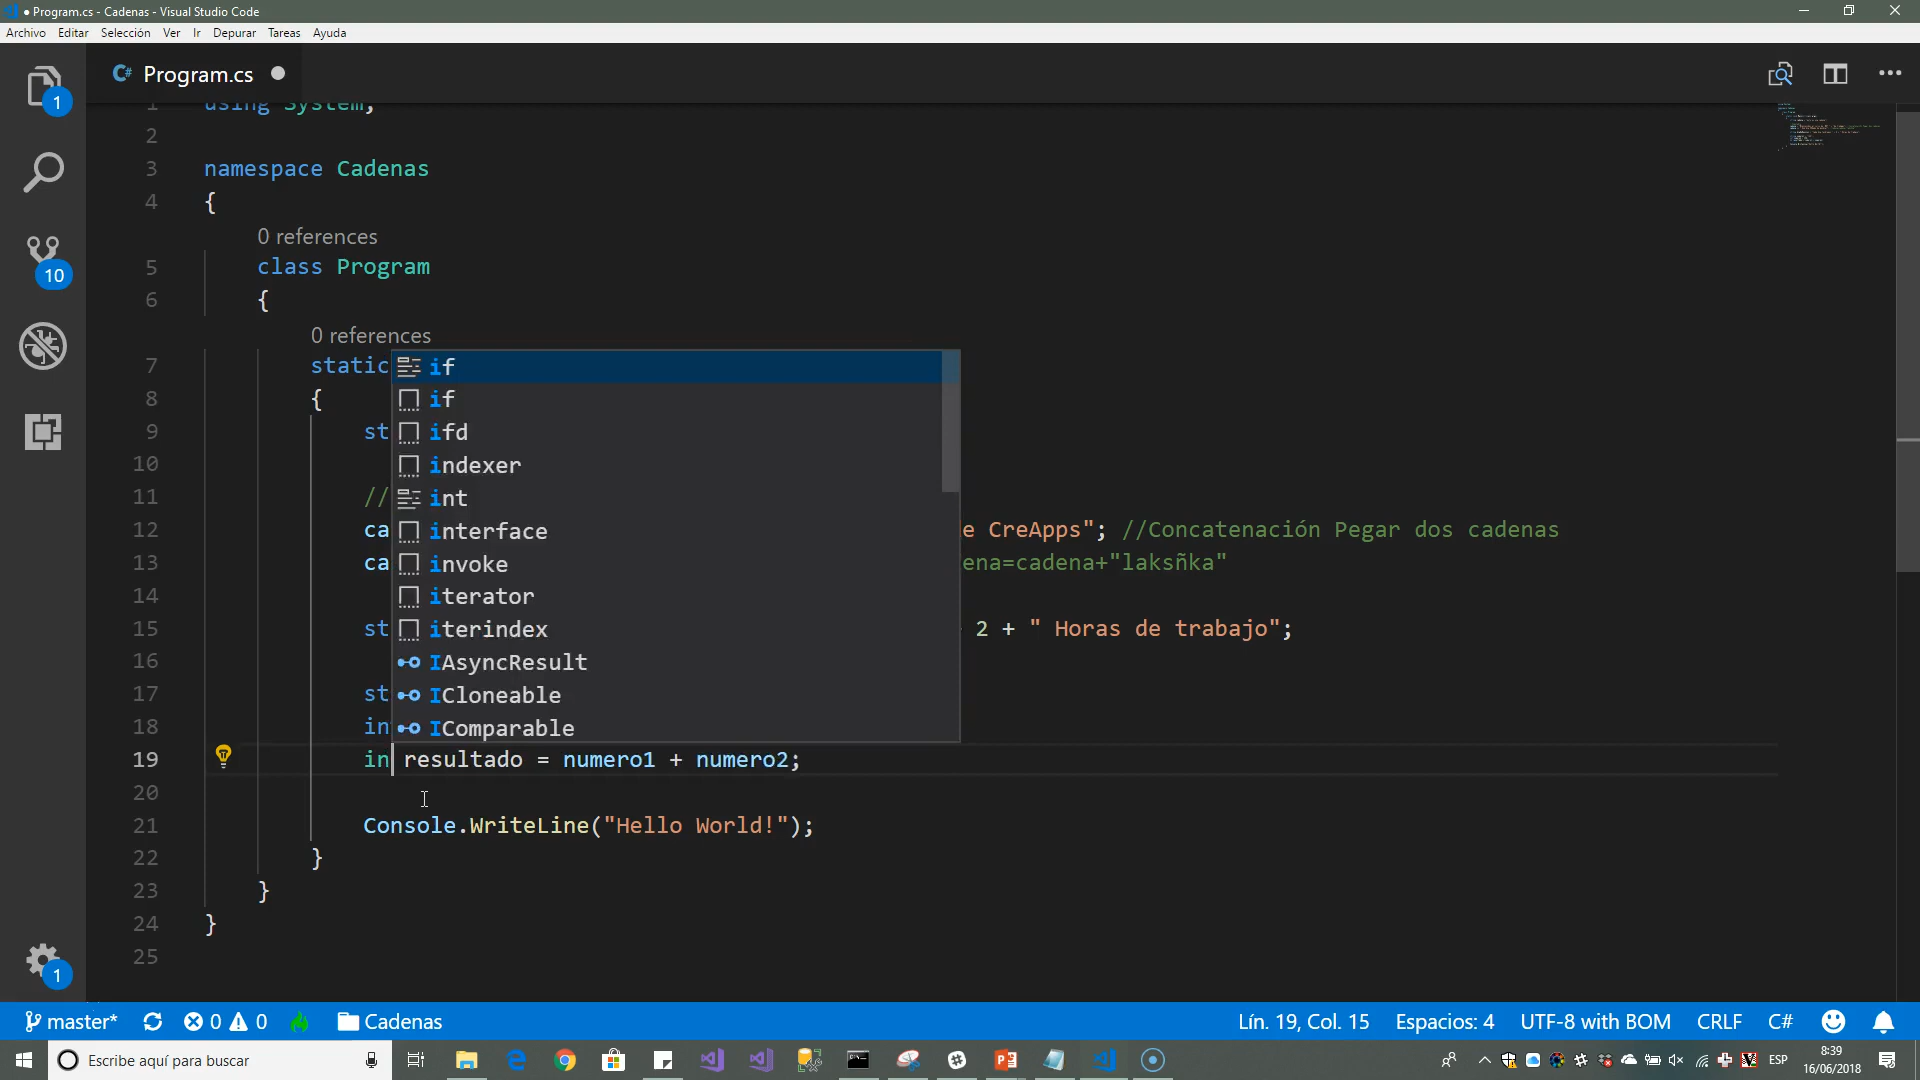 ● Program.cs - Cadenas - Visual Studio Code
Archivo Editar Selección Ver Ir Depurar Tareas Ayuda
C# Program.cs
1 using System;
2
3 namespace Cadenas
4 {
0 references
5 class Program
6 {
0 references
7 static
8 {
9 st
10
11 //
12 ca e CreApps"; //Concatenación Pegar dos cadenas
13 ca ena=cadena+"laksñka"
14
15 st 2 + " Horas de trabajo";
16
17 st
18 in
19 in resultado = numero1 + numero2;
20
21 Console.WriteLine("Hello World!");
22 }
23 }
24 }
25
if
if
ifd
indexer
int
interface
invoke
iterator
iterindex
IAsyncResult
ICloneable
IComparable
1
10
1
master* 0 0 Cadenas Lín. 19, Col. 15 Espacios: 4 UTF-8 with BOM CRLF C#
Escribe aquí para buscar ESP 8:39
16/06/2018